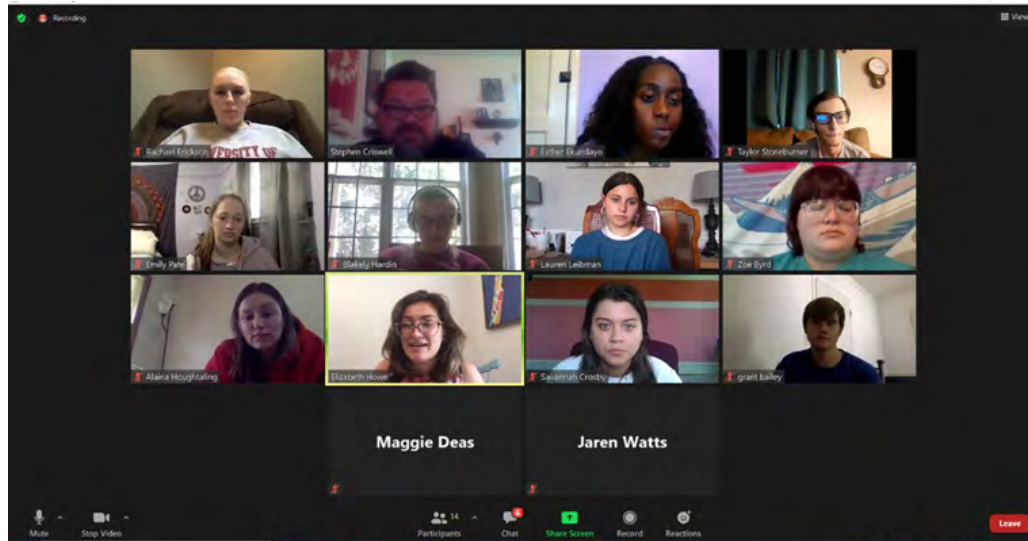 Recording
View
Rachael Erickson
Stephen Criswell
Esther Ekundayo
Taylor Stoneburner
Emily Pate
Blakely Hardin
Lauren Leibman
Zoe Byrd
Alaina Houghtaling
Elizabeth Howe
Savannah Crosby
grant bailey
Maggie Deas
Jaren Watts
Mute
Stop Video
14
Participants
6
Chat
Share Screen
Record
Reactions
Leave